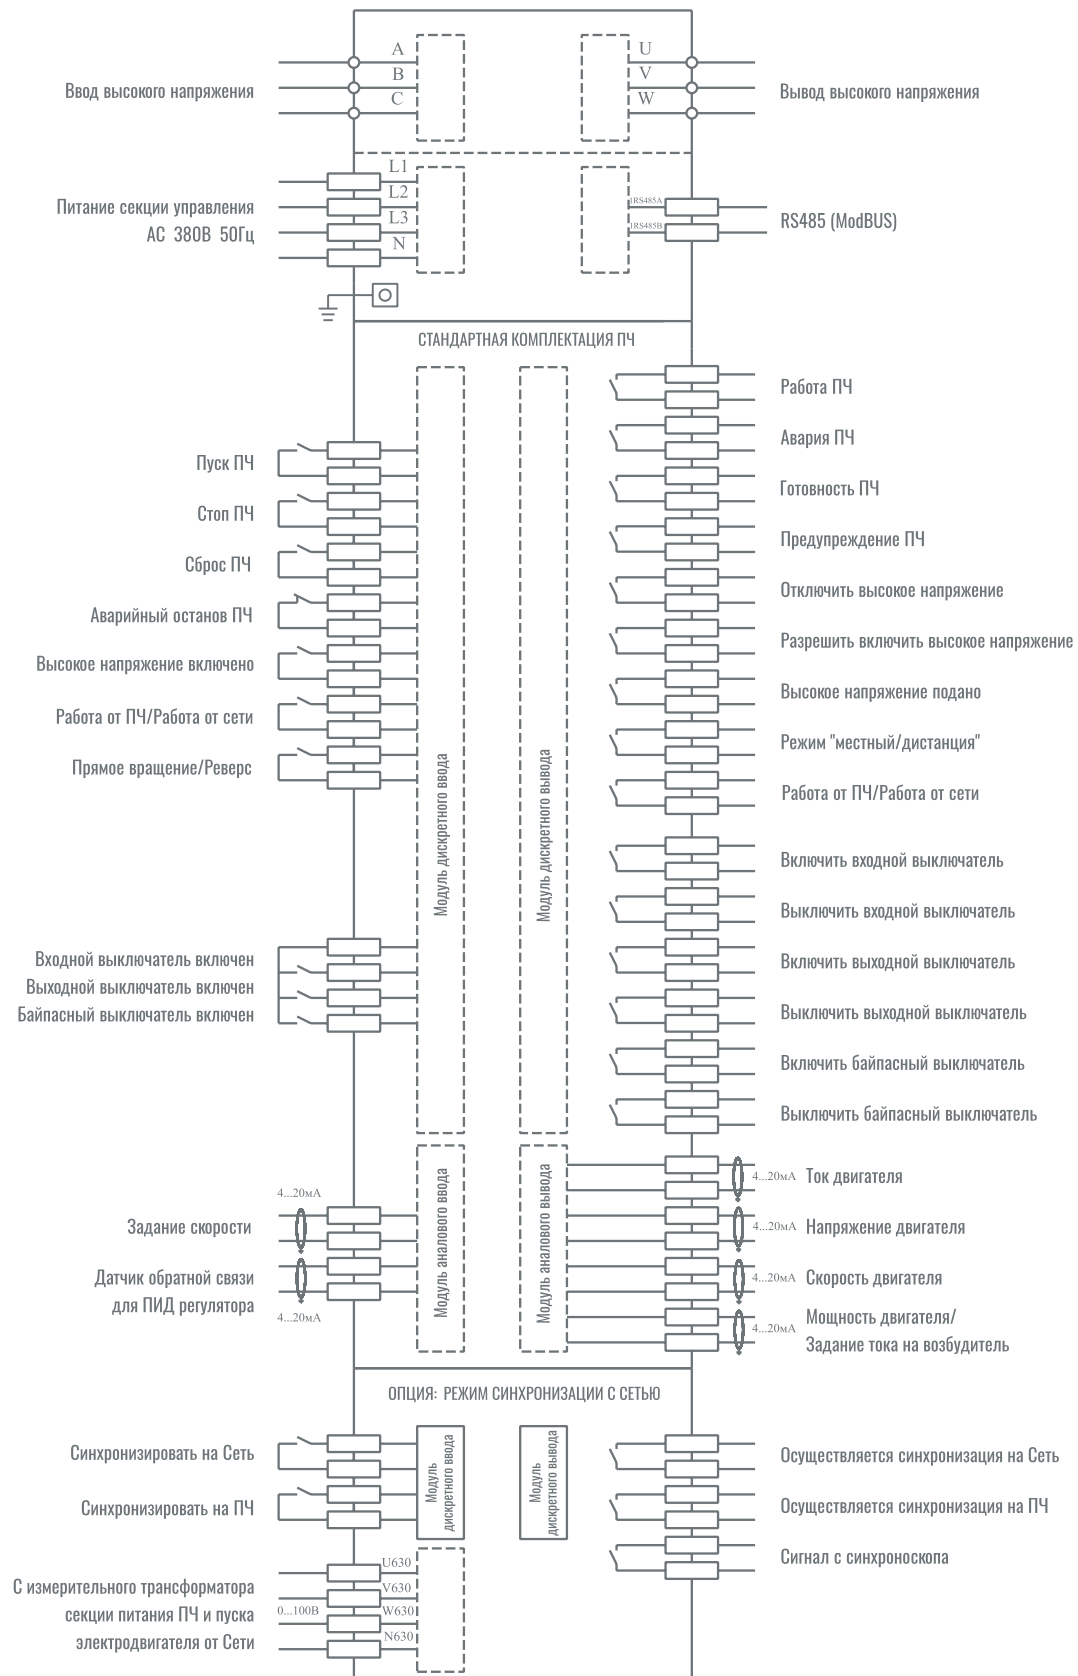 A
B
C
Ввод высокого напряжения
U
V
W
Вывод высокого напряжения
L1
L2
L3
N
Питание секции управления
AC 380В 50Гц
1RS485A
1RS485B
RS485 (ModBUS)
СТАНДАРТНАЯ КОМПЛЕКТАЦИЯ ПЧ
Пуск ПЧ
Стоп ПЧ
Сброс ПЧ
Аварийный останов ПЧ
Высокое напряжение включено
Работа от ПЧ/Работа от сети
Прямое вращение/Реверс
Входной выключатель включен
Выходной выключатель включен
Байпасный выключатель включен
Модуль дискретного ввода
Модуль дискретного вывода
Работа ПЧ
Авария ПЧ
Готовность ПЧ
Предупреждение ПЧ
Отключить высокое напряжение
Разрешить включить высокое напряжение
Высокое напряжение подано
Режим "местный/дистанция"
Работа от ПЧ/Работа от сети
Включить входной выключатель
Выключить входной выключатель
Включить выходной выключатель
Выключить выходной выключатель
Включить байпасный выключатель
Выключить байпасный выключатель
4...20мА
Задание скорости
Датчик обратной связи
для ПИД регулятора
4...20мА
Модуль аналового ввода
Модуль аналового вывода
4...20мА Ток двигателя
4...20мА Напряжение двигателя
4...20мА Скорость двигателя
4...20мА Мощность двигателя/
Задание тока на возбудитель
ОПЦИЯ: РЕЖИМ СИНХРОНИЗАЦИИ С СЕТЬЮ
Синхронизировать на Сеть
Синхронизировать на ПЧ
Модуль
дискретного ввода
Модуль
дискретного вывода
Осуществляется синхронизация на Сеть
Осуществляется синхронизация на ПЧ
Сигнал с синхроноскопа
С измерительного трансформатора
секции питания ПЧ и пуска
электродвигателя от Сети
0...100В
U630
V630
W630
N630